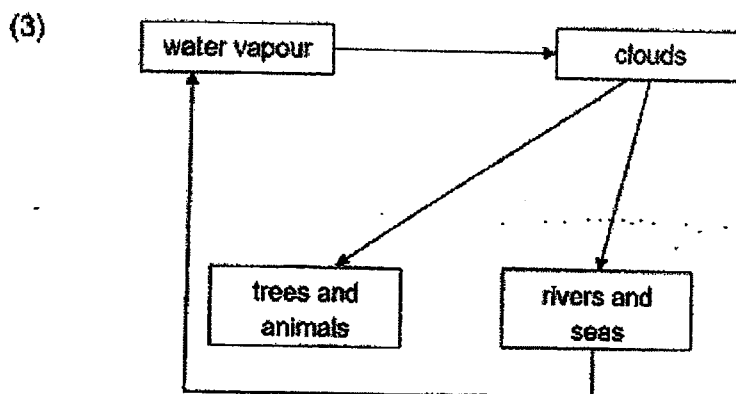 (3)
water vapour
clouds
trees and
animals
rivers and
seas